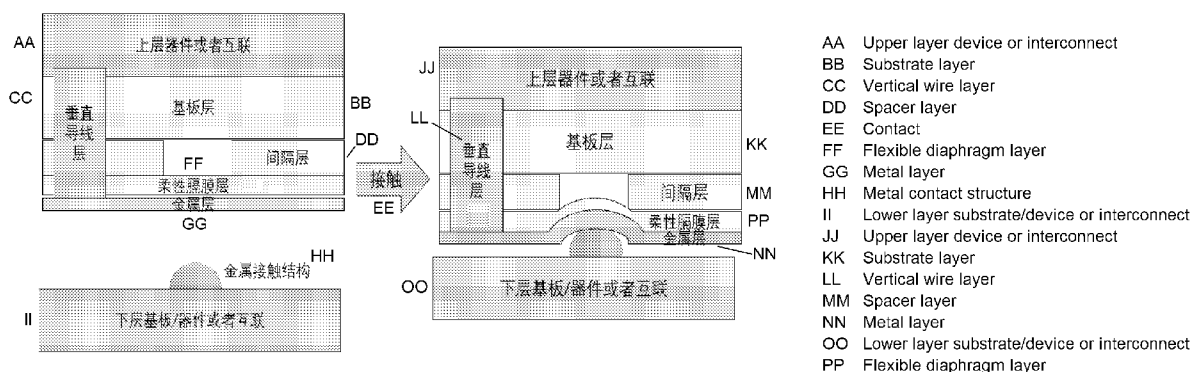 AA
上层器件或者互联
CC
垂直
导线
层
基板层
BB
DD
FF
间隔层
柔性隔膜层
金属层
GG
接触
EE
HH
金属接触结构
II
下层基板/器件或者互联
JJ
上层器件或者互联
LL
垂直
导线
层
基板层
KK
间隔层
MM
柔性隔膜层
PP
金属层
NN
OO
下层基板/器件或者互联
AA Upper layer device or interconnect
BB Substrate layer
CC Vertical wire layer
DD Spacer layer
EE Contact
FF Flexible diaphragm layer
GG Metal layer
HH Metal contact structure
II Lower layer substrate/device or interconnect
JJ Upper layer device or interconnect
KK Substrate layer
LL Vertical wire layer
MM Spacer layer
NN Metal layer
OO Lower layer substrate/device or interconnect
PP Flexible diaphragm layer